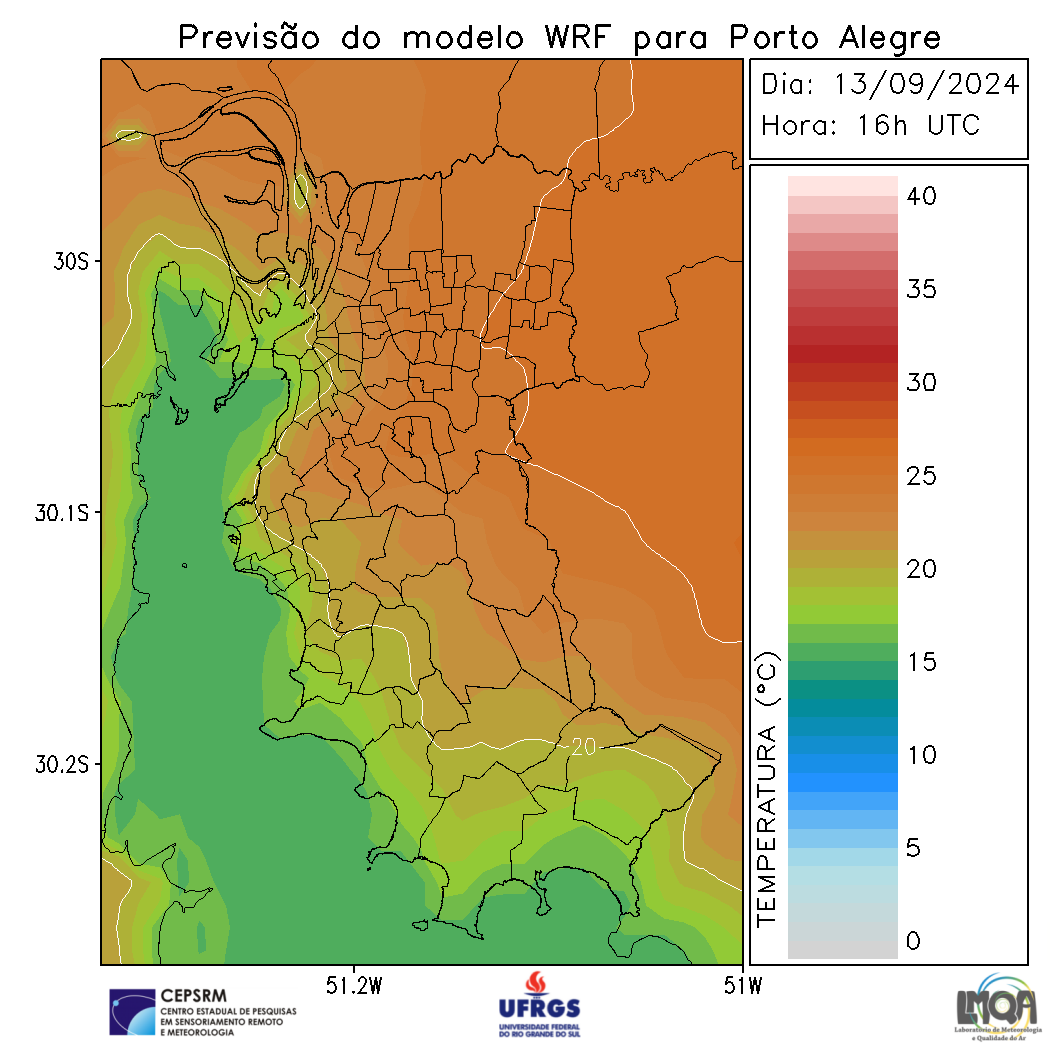 Previsão do modelo WRF para Porto Alegre
Dia: 13/09/2024
Hora: 16h UTC
40
35
30
25
20
15
10
5
0
TEMPERATURA (°C)
30S
30.1S
30.2S
20
51.2W
51W
CEPSRM
CENTRO ESTADUAL DE PESQUISAS
EM SENSORIAMENTO REMOTO
E METEOROLOGIA
UFRGS
UNIVERSIDADE FEDERAL
DO RIO GRANDE DO SUL
LMQA
Laboratório de Meteorologia
e Qualidade do Ar